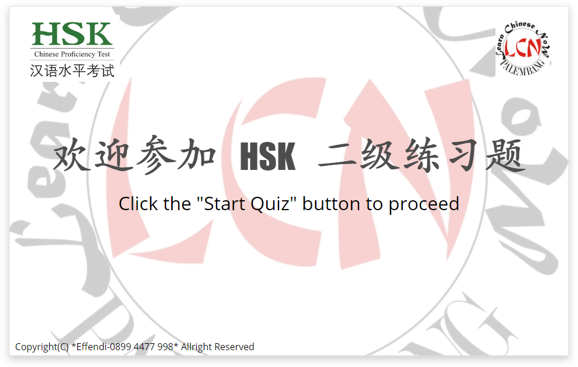 HSK
Chinese Proficiency Test
汉语水平考试
Learn Chinese NoW
LCN
PALEMBANG
欢迎参加 HSK 二级练习题
Click the "Start Quiz" button to proceed
Copyright(C) *Effendi-0899 4477 998* Allright Reserved